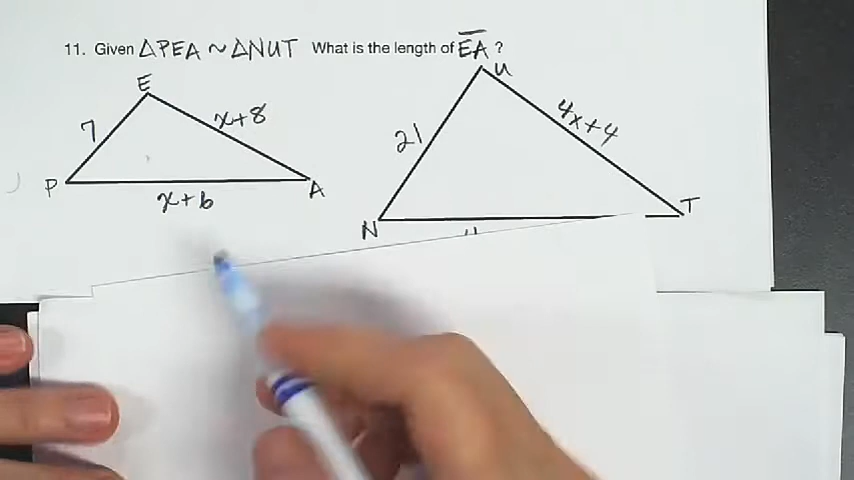 11. Given △PEA ~ △NUT What is the length of EA?
E
U
7
x+8
21
4x+4
P
x+6
A
N
T